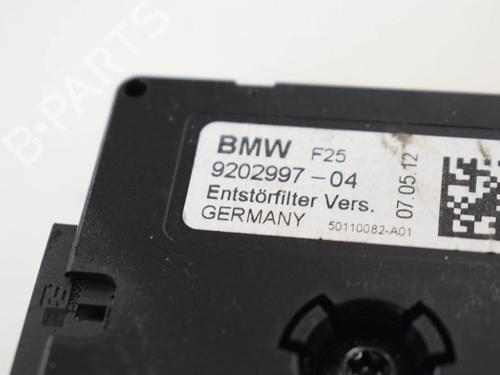 B-PARTS
BMW F25
9202997-04
Entstörfilter Vers.
GERMANY 50110082-A01
07.05.12